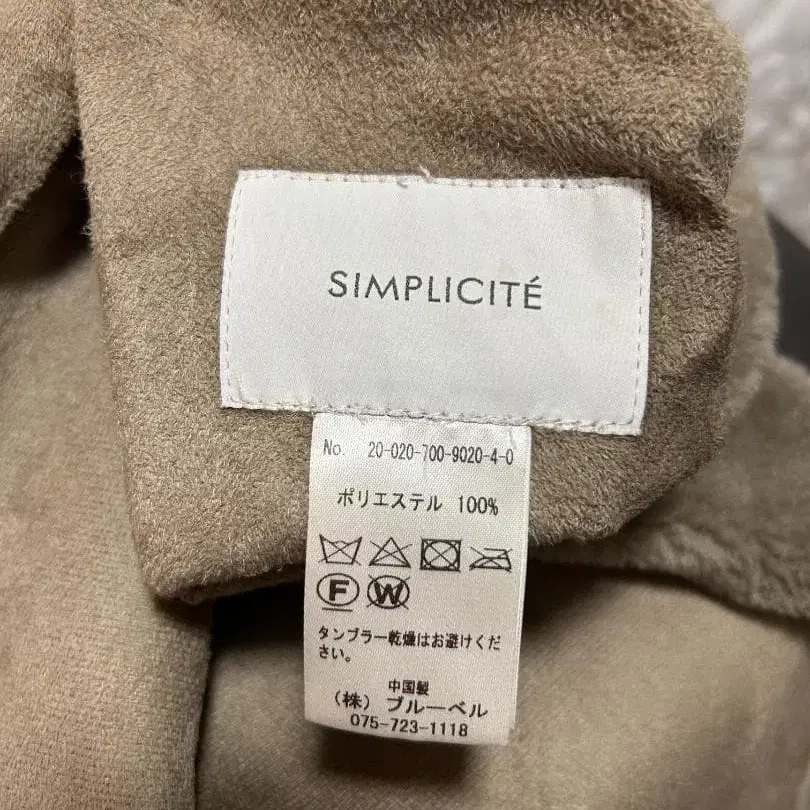 SIMPLICITÉ
No. 20-020-700-9020-4-0
ポリエステル 100%
F W
タンブラー乾燥はお避けくだ
さい。
中国製
(株) ブルーベル
075-723-1118